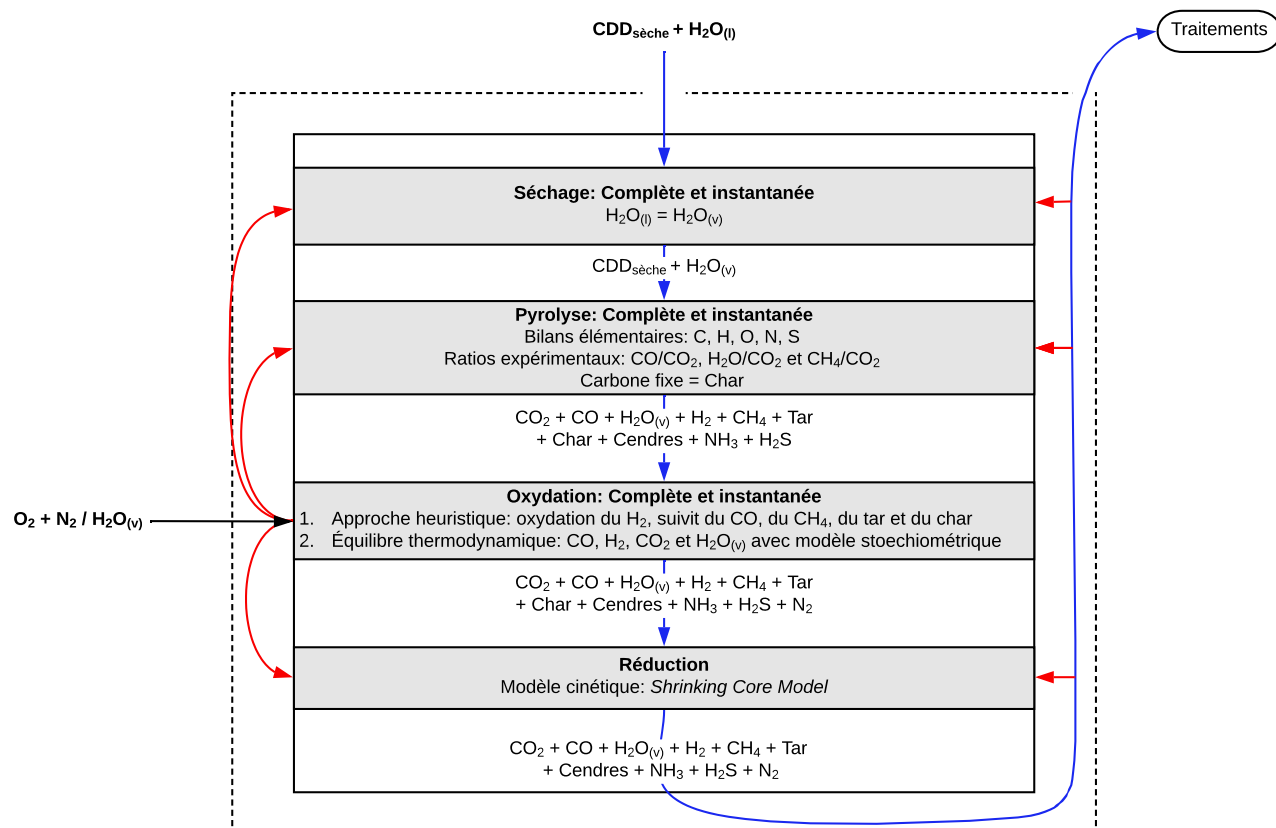 CDDsèche + H2O(l)
Traitements
Séchage: Complète et instantanée
H2O(l) = H2O(v)
CDDsèche + H2O(v)
Pyrolyse: Complète et instantanée
Bilans élémentaires: C, H, O, N, S
Ratios expérimentaux: CO/CO2, H2O/CO2 et CH4/CO2
Carbone fixe = Char
CO2 + CO + H2O(v) + H2 + CH4 + Tar
+ Char + Cendres + NH3 + H2S
O2 + N2 / H2O(v)
Oxydation: Complète et instantanée
1. Approche heuristique: oxydation du H2, suivit du CO, du CH4, du tar et du char
2. Équilibre thermodynamique: CO, H2, CO2 et H2O(v) avec modèle stoechiométrique
CO2 + CO + H2O(v) + H2 + CH4 + Tar
+ Char + Cendres + NH3 + H2S + N2
Réduction
Modèle cinétique: Shrinking Core Model
CO2 + CO + H2O(v) + H2 + CH4 + Tar
+ Cendres + NH3 + H2S + N2